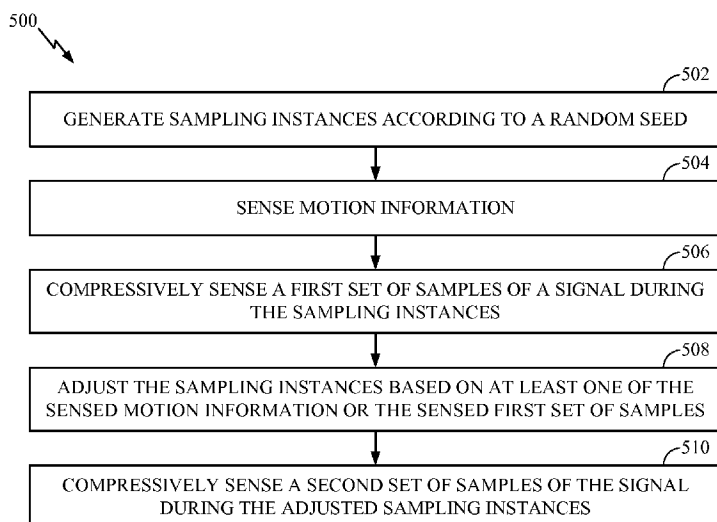 500
502
GENERATE SAMPLING INSTANCES ACCORDING TO A RANDOM SEED
504
SENSE MOTION INFORMATION
506
COMPRESSIVELY SENSE A FIRST SET OF SAMPLES OF A SIGNAL DURING
THE SAMPLING INSTANCES
508
ADJUST THE SAMPLING INSTANCES BASED ON AT LEAST ONE OF THE
SENSED MOTION INFORMATION OR THE SENSED FIRST SET OF SAMPLES
510
COMPRESSIVELY SENSE A SECOND SET OF SAMPLES OF THE SIGNAL
DURING THE ADJUSTED SAMPLING INSTANCES